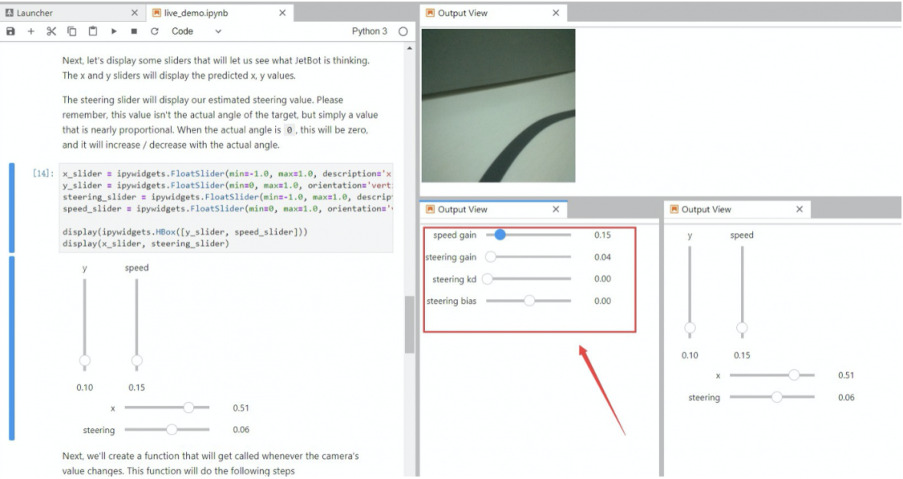 Launcher
live_demo.ipynb
Code
Python 3
Next, let's display some sliders that will let us see what JetBot is thinking.
The x and y sliders will display the predicted x, y values.
The steering slider will display our estimated steering value. Please
remember, this value isn't the actual angle of the target, but simply a value
that is nearly proportional. When the actual angle is 0, this will be zero,
and it will increase / decrease with the actual angle.
[14]:
x_slider = ipywidgets.FloatSlider(min=-1.0, max=1.0, description='x
y_slider = ipywidgets.FloatSlider(min=0, max=1.0, orientation='vert
steering_slider = ipywidgets.FloatSlider(min=-1.0, max=1.0, descrip
speed_slider = ipywidgets.FloatSlider(min=0, max=1.0, orientation='
display(ipywidgets.HBox([y_slider, speed_slider]))
display(x_slider, steering_slider)
y speed
0.10 0.15
x 0.51
steering 0.06
Next, we'll create a function that will get called whenever the camera's
value changes. This function will do the following steps
Output View
Output View
speed gain 0.15
steering gain 0.04
steering kd 0.00
steering bias 0.00
Output View
y speed
0.10 0.15
x 0.51
steering 0.06